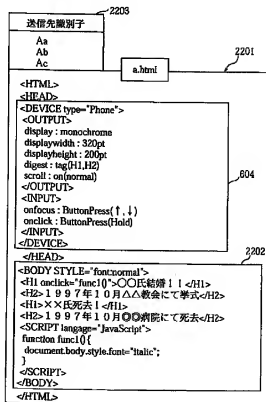 2203
送信先識別子
Aa
Ab
Ac
a.html
2201
<HTML>
<HEAD>
<DEVICE type="Phone">
<OUTPUT>
display : monochrome
displaywidth : 320pt
displayheight : 200pt
digest : tag(H1,H2)
scroll : on(normal)
</OUTPUT>
<INPUT>
onfocus : ButtonPress(↑,↓)
onclick : ButtonPress(Hold)
</INPUT>
</DEVICE>
604
</HEAD>
2202
<BODY STYLE="font:normal">
<H1 onclick="func1()">○○氏結婚!!</H1>
<H2>1997年10月△△教会にて挙式</H2>
<H1>××氏死去!</H1>
<H2>1997年10月◎◎病院にて死去</H2>
<SCRIPT langage="JavaScript">
function func1(){
document.body.style.font="italic";
}
</SCRIPT>
</BODY>
</HTML>